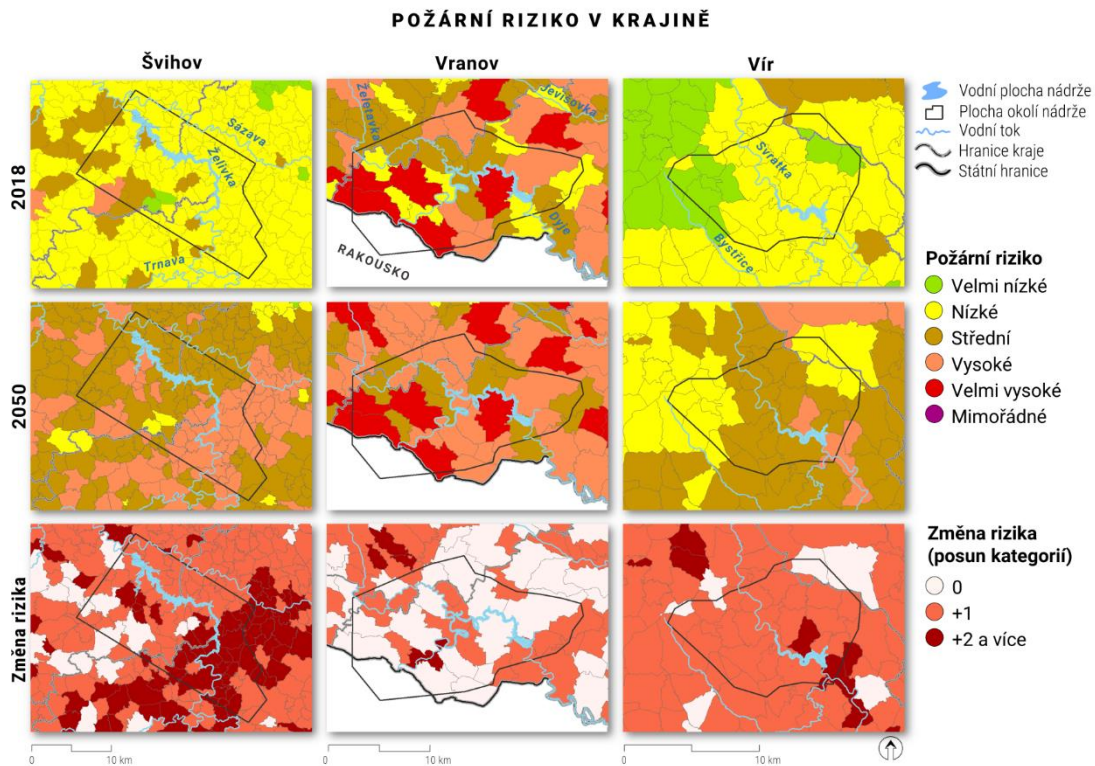 POŽÁRNÍ RIZIKO V KRAJINĚ
Švihov
Vranov
Vír
2018
Sázava
Želivka
Trnava
Želetavka
Jevišovka
Dyje
RAKOUSKO
Svratka
Bystřice
Vodní plocha nádrže
Plocha okolí nádrže
Vodní tok
Hranice kraje
Státní hranice
Požární riziko
Velmi nízké
Nízké
Střední
Vysoké
Velmi vysoké
Mimořádné
2050
Změna rizika
Změna rizika
(posun kategorií)
0
+1
+2 a více
0 10 km
0 10 km
0 10 km